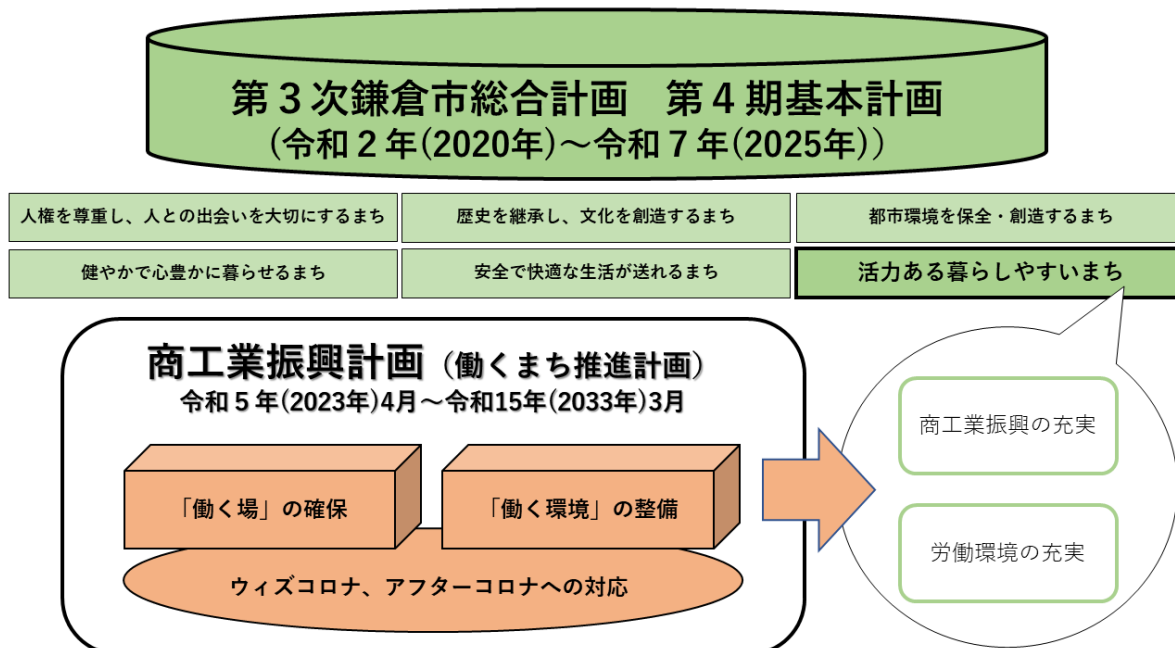 第３次鎌倉市総合計画　第４期基本計画
(令和２年(2020年)～令和７年(2025年))
人権を尊重し、人との出会いを大切にするまち
歴史を継承し、文化を創造するまち
都市環境を保全・創造するまち
健やかで心豊かに暮らせるまち
安全で快適な生活が送れるまち
活力ある暮らしやすいまち
商工業振興計画（働くまち推進計画）
令和５年(2023年)4月～令和15年(2033年)3月
「働く場」の確保
「働く環境」の整備
ウィズコロナ、アフターコロナへの対応
商工業振興の充実
労働環境の充実